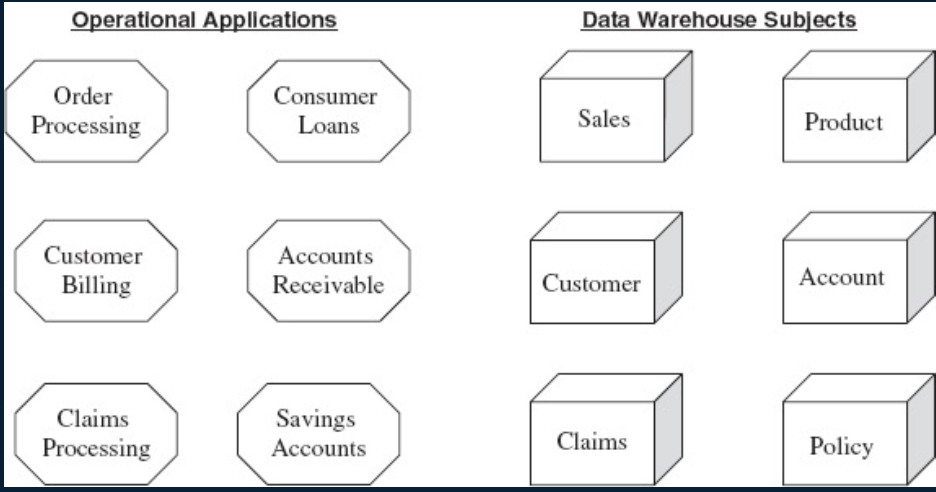 Operational Applications
Data Warehouse Subjects
Order
Processing
Consumer
Loans
Sales
Product
Customer
Billing
Accounts
Receivable
Customer
Account
Claims
Processing
Savings
Accounts
Claims
Policy